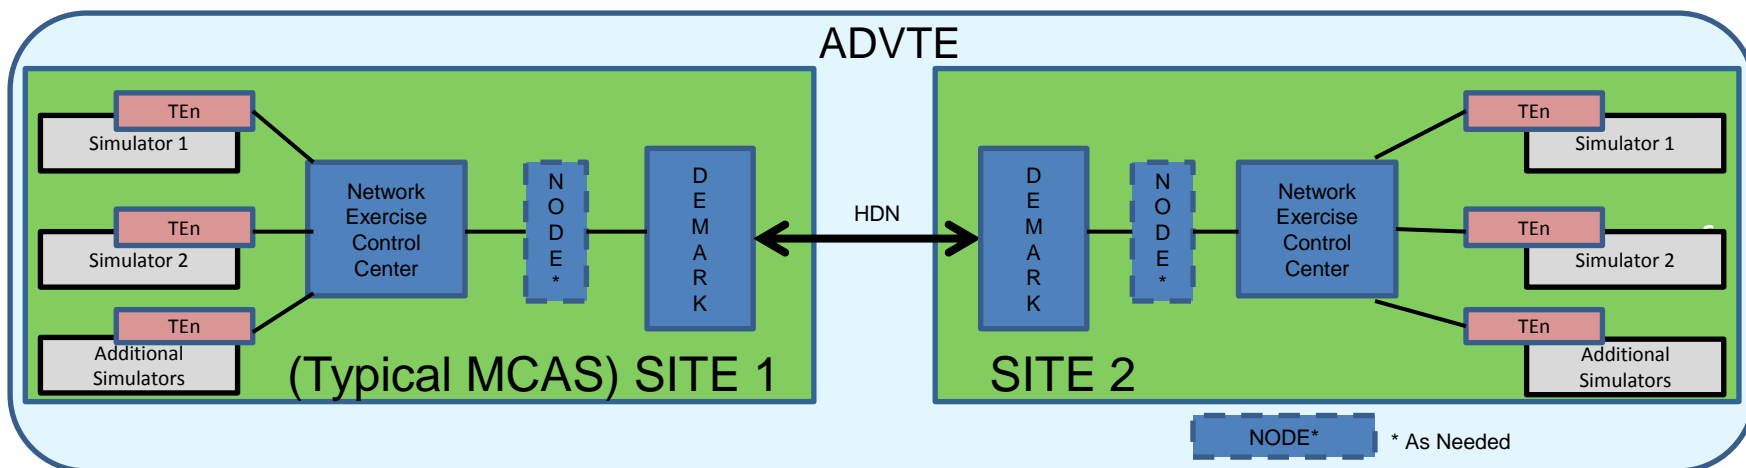 ADVTE
TEn
Simulator 1
TEn
Simulator 2
TEn
Additional
Simulators
Network
Exercise
Control
Center
N
O
D
E
*
D
E
M
A
R
K
(Typical MCAS) SITE 1
HDN
D
E
M
A
R
K
N
O
D
E
*
Network
Exercise
Control
Center
TEn
Simulator 1
TEn
Simulator 2
TEn
Additional
Simulators
SITE 2
NODE*
* As Needed